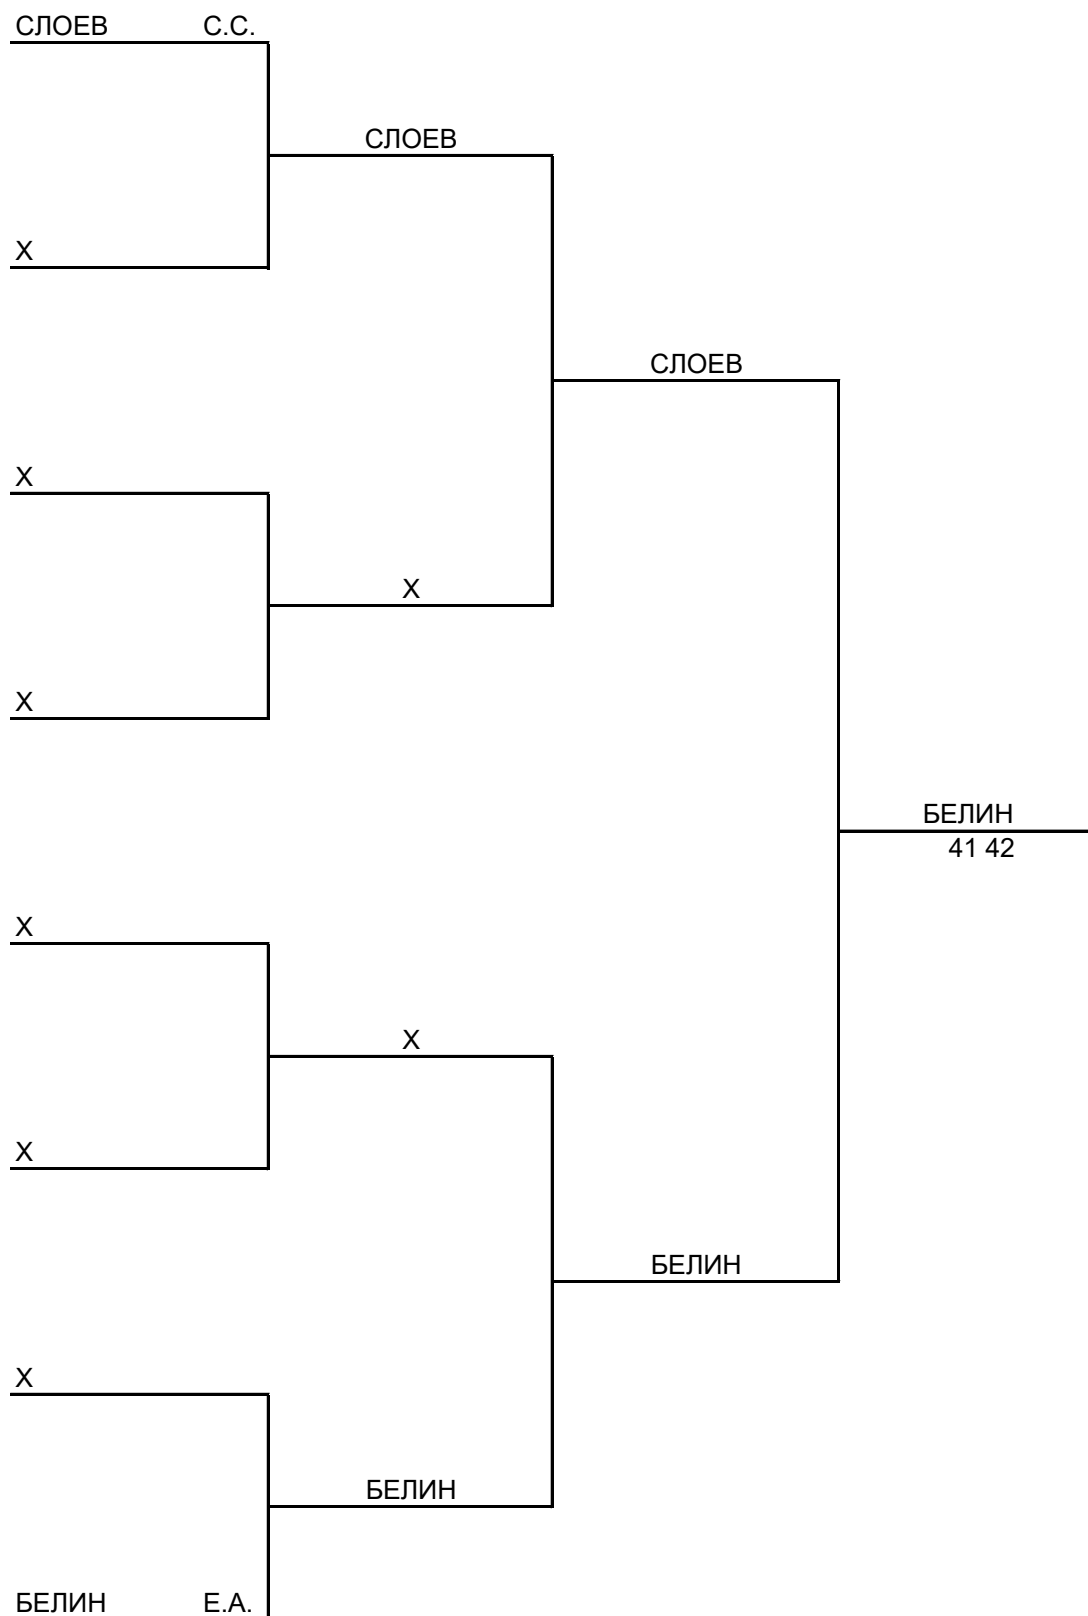 СЛОЕВ С.С.
СЛОЕВ
X
СЛОЕВ
X
X
X
БЕЛИН
41 42
X
X
X
БЕЛИН
X
БЕЛИН
БЕЛИН Е.А.